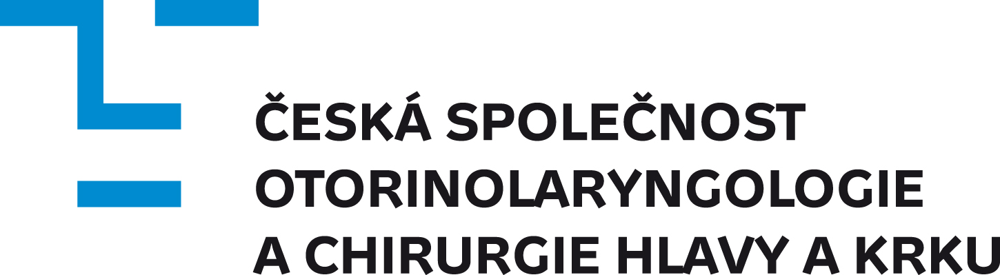 ČESKÁ SPOLEČNOST
OTORINOLARYNGOLOGIE
A CHIRURGIE HLAVY A KRKU